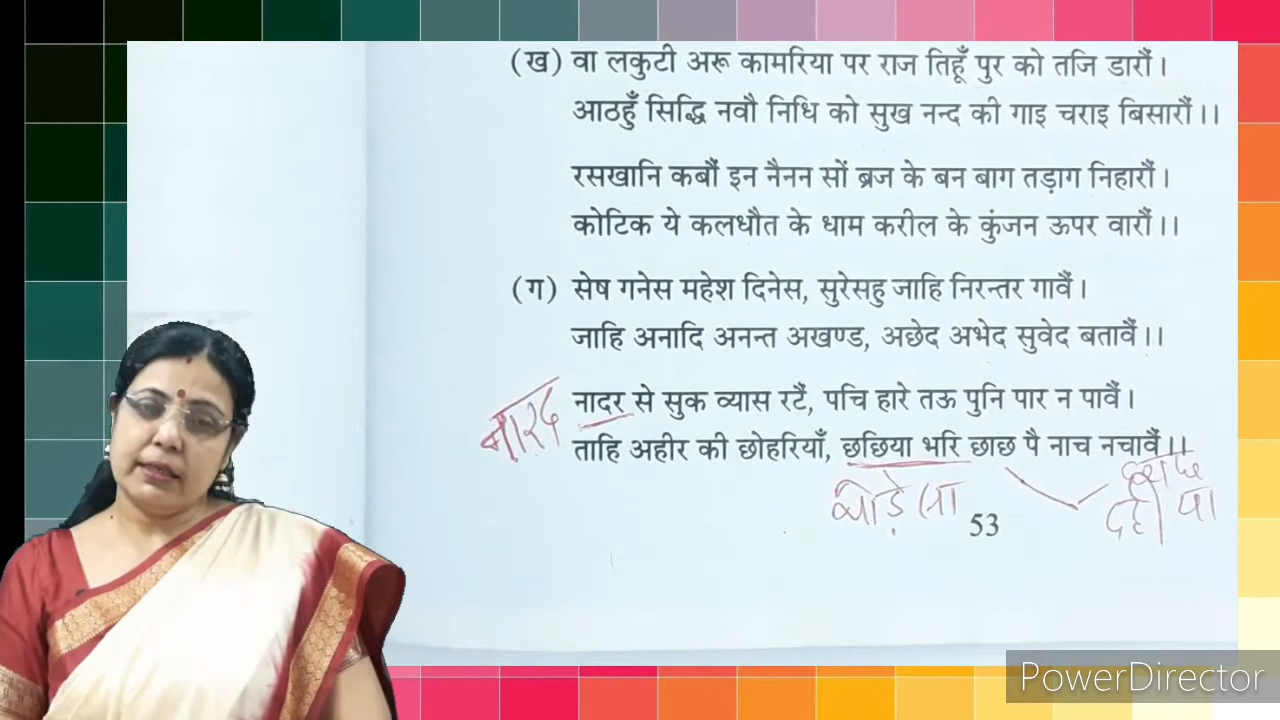 (ख) वा लकुटी अरू कामरिया पर राज तिहूँ पुर को तजि डारौं।
आठहुँ सिद्धि नवौ निधि को सुख नन्द की गाइ चराइ बिसारौं।।
रसखानि कबौं इन नैनन सों ब्रज के बन बाग तड़ाग निहारौं।
कोटिक ये कलधौत के धाम करील के कुंजन ऊपर वारौं।।
(ग) सेष गनेस महेश दिनेस, सुरेसहु जाहि निरन्तर गावैं।
जाहि अनादि अनन्त अखण्ड, अछेद अभेद सुवेद बतावैं।।
नारद नादर से सुक व्यास रटैं, पचि हारे तऊ पुनि पार न पावैं।
ताहि अहीर की छोहरियाँ, छछिया भरि छाछ पै नाच नचावैं।।
थोड़े सा
दही
53
PowerDirector